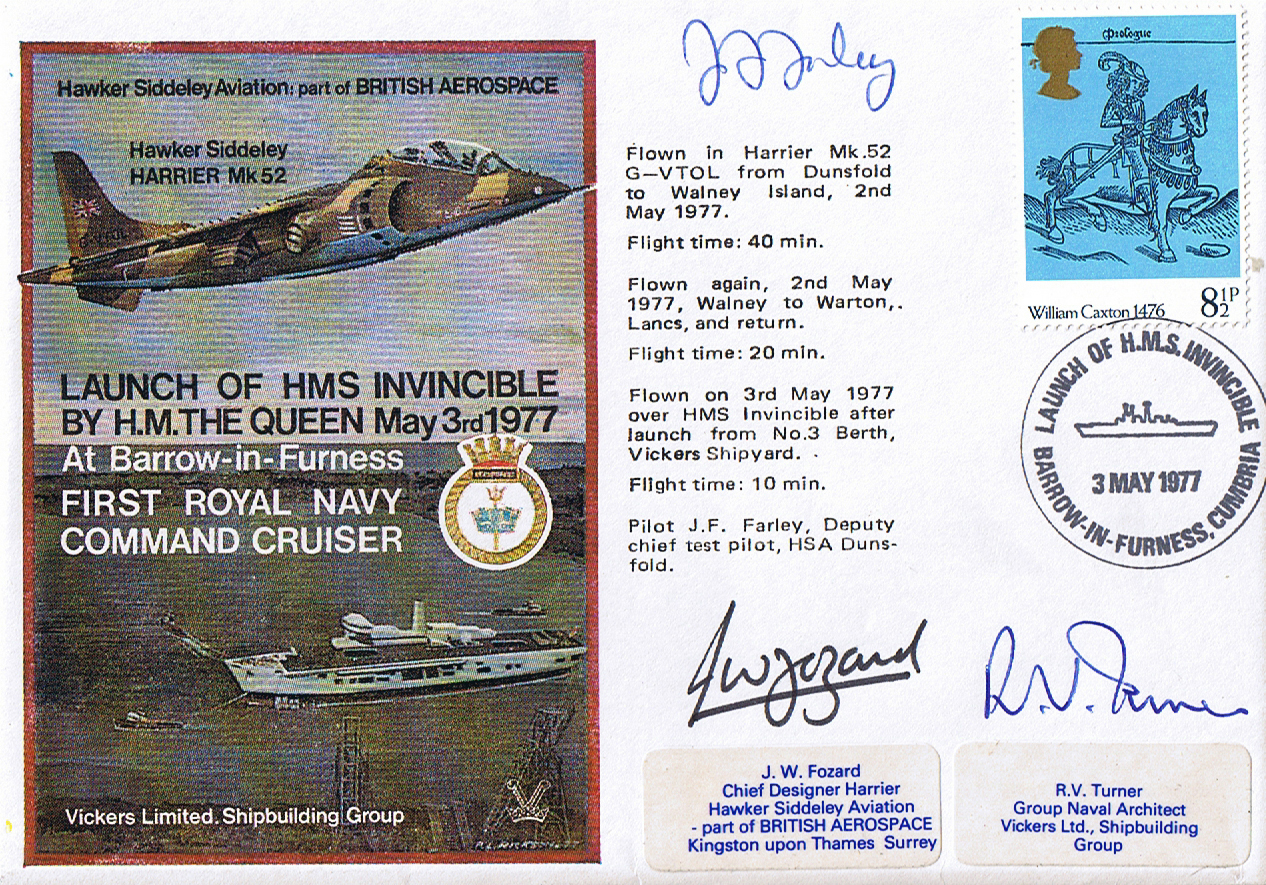 Hawker Siddeley Aviation: part of BRITISH AEROSPACE
Hawker Siddeley
HARRIER Mk 52
LAUNCH OF HMS INVINCIBLE
BY H.M. THE QUEEN May 3rd 1977
At Barrow-in-Furness
FIRST ROYAL NAVY
COMMAND CRUISER
Vickers Limited. Shipbuilding Group
Flown in Harrier Mk.52
G—VTOL from Dunsfold
to Walney Island, 2nd
May 1977.
Flight time: 40 min.
Flown again, 2nd May
1977, Walney to Warton,.
Lancs, and return.
Flight time: 20 min.
Flown on 3rd May 1977
over HMS Invincible after
launch from No.3 Berth,
Vickers Shipyard.
Flight time: 10 min.
Pilot J.F. Farley, Deputy
chief test pilot, HSA Duns-
fold.
Prologue
William Caxton 1476 8½P
LAUNCH OF H.M.S. INVINCIBLE
3 MAY 1977
BARROW-IN-FURNESS, CUMBRIA
J W Fozard
R.V. Turner
J. W. Fozard
Chief Designer Harrier
Hawker Siddeley Aviation
- part of BRITISH AEROSPACE
Kingston upon Thames Surrey
R.V. Turner
Group Naval Architect
Vickers Ltd., Shipbuilding
Group